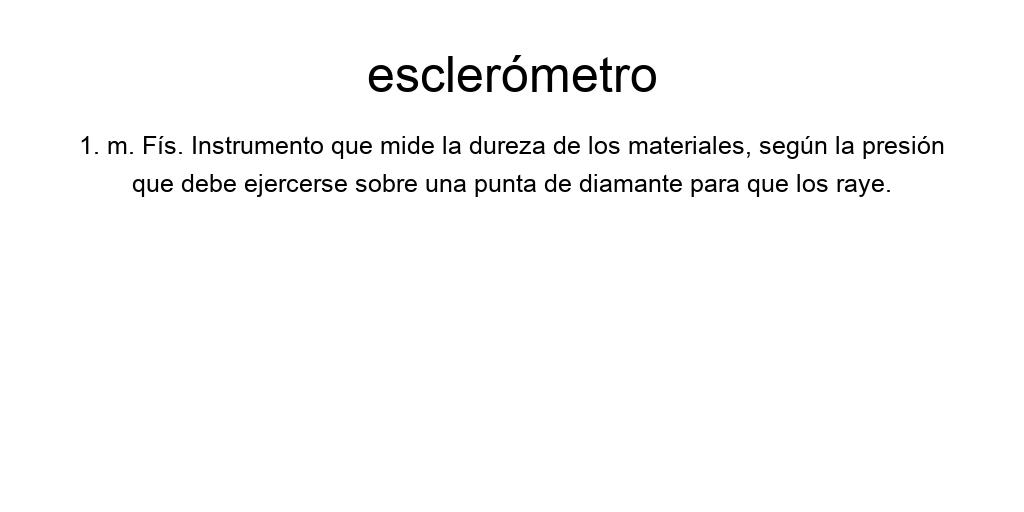 esclerómetro
1. m. Fís. Instrumento que mide la dureza de los materiales, según la presión
que debe ejercerse sobre una punta de diamante para que los raye.